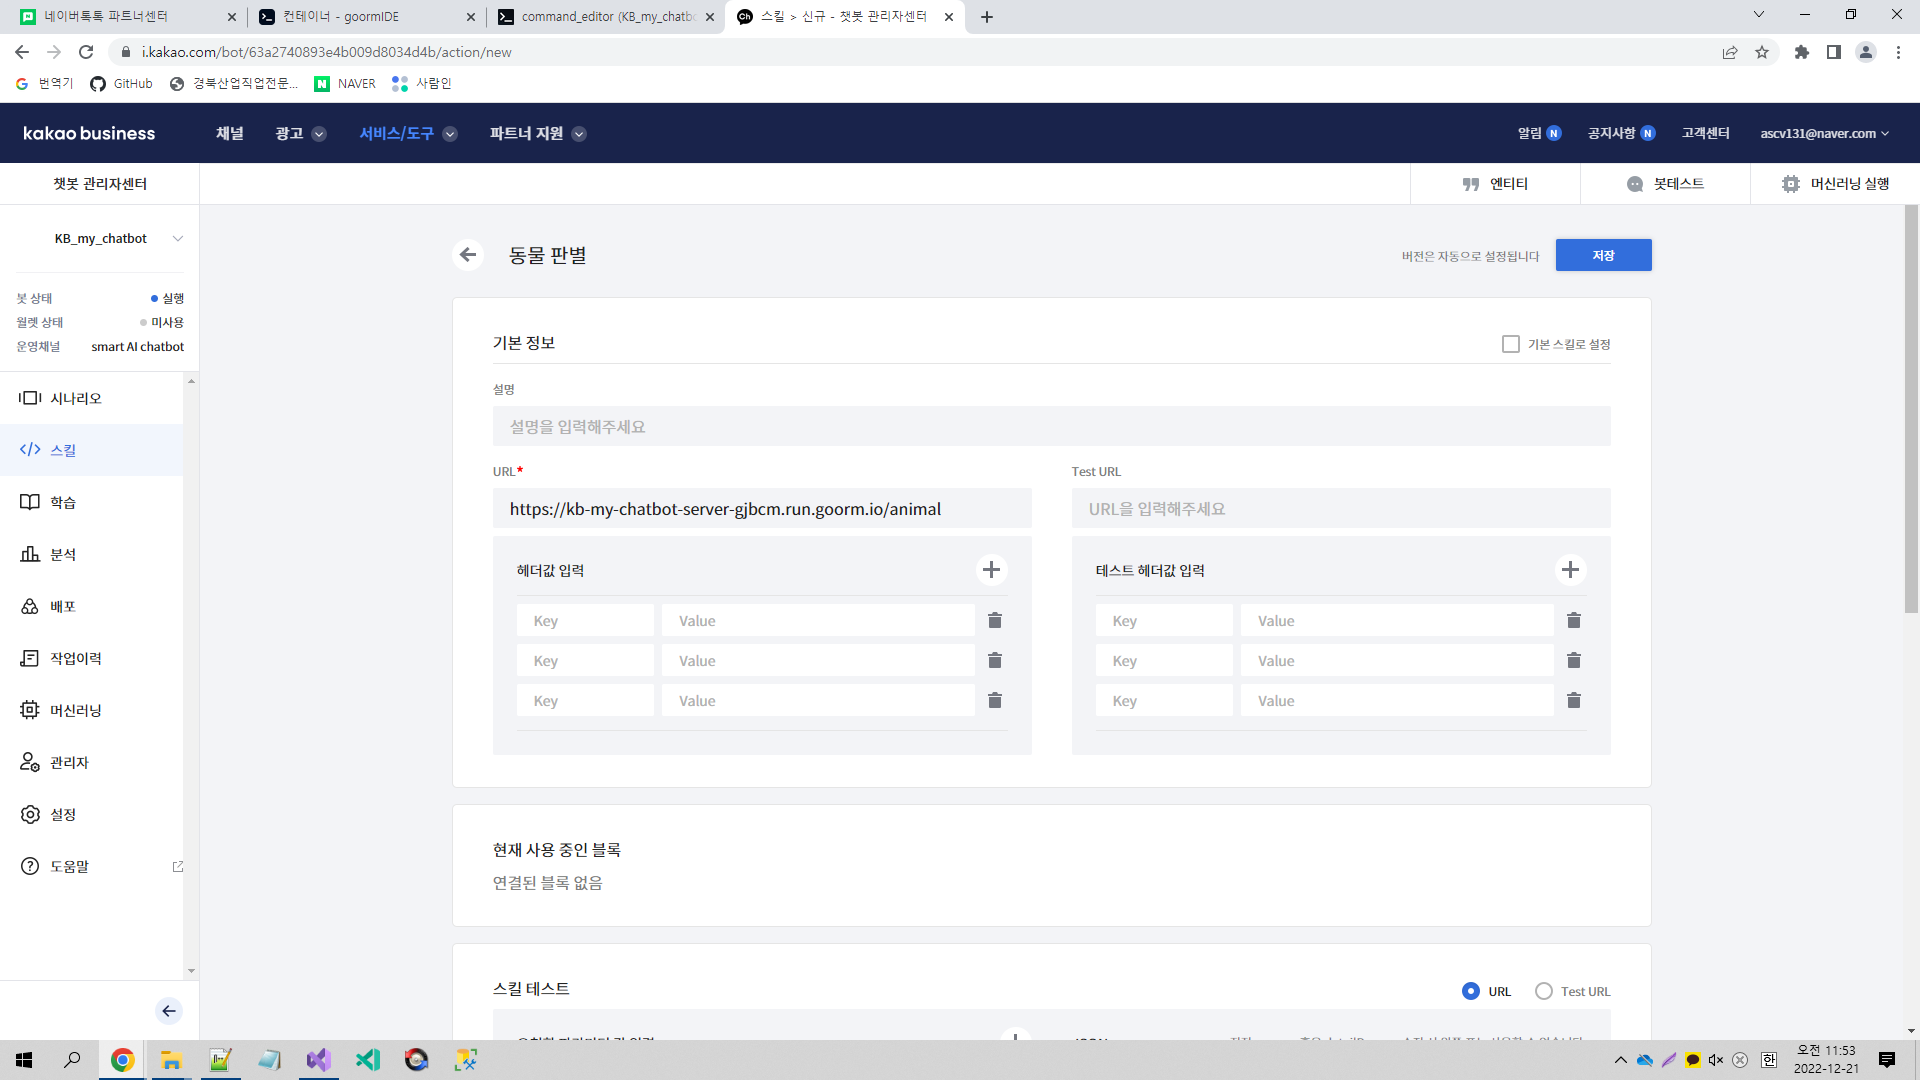 네이버톡톡 파트너센터
컨테이너 - goormIDE
command_editor (KB_my_chatbo
스킬 > 신규 - 챗봇 관리자센터
i.kakao.com/bot/63a2740893e4b009d8034d4b/action/new
번역기
GitHub
경북산업직업전문...
NAVER
사람인
kakao business
채널
광고
서비스/도구
파트너 지원
알림 N
공지사항 N
고객센터
ascv131@naver.com
챗봇 관리자센터
엔티티
봇테스트
머신러닝 실행
KB_my_chatbot
봇 상태
실행
월렛 상태
미사용
운영채널
smart AI chatbot
시나리오
스킬
학습
분석
배포
작업이력
머신러닝
관리자
설정
도움말
동물 판별
버전은 자동으로 설정됩니다
저장
기본 정보
기본 스킬로 설정
설명
설명을 입력해주세요
URL*
https://kb-my-chatbot-server-gjbcm.run.goorm.io/animal
헤더값 입력
Key Value
Key Value
Key Value
Test URL
URL을 입력해주세요
테스트 헤더값 입력
Key Value
Key Value
Key Value
현재 사용 중인 블록
연결된 블록 없음
스킬 테스트
URL
Test URL
오전 11:53
2022-12-21
한